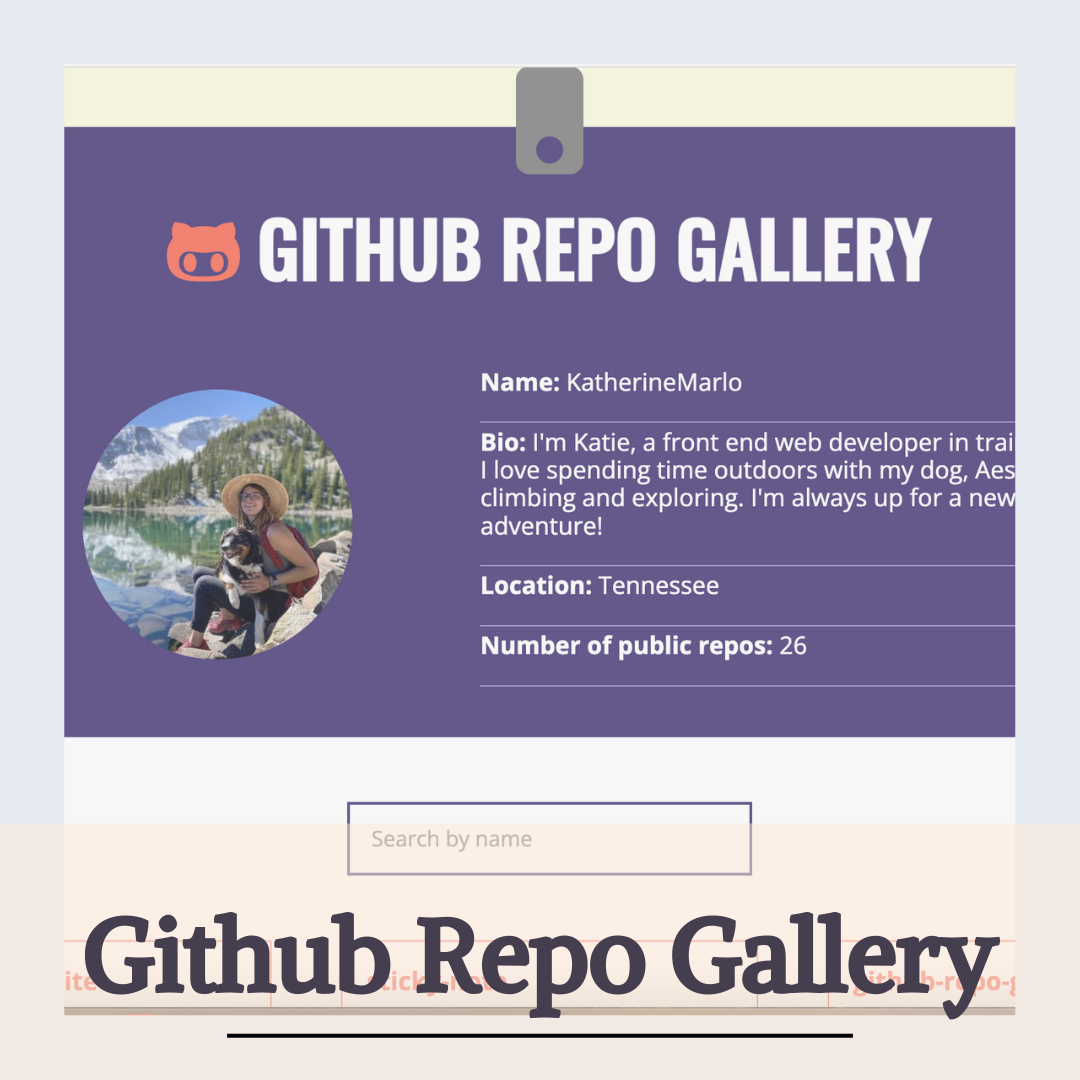 GITHUB REPO GALLERY
Name: KatherineMarlo
Bio: I'm Katie, a front end web developer in trai
I love spending time outdoors with my dog, Aes
climbing and exploring. I'm always up for a new
adventure!
Location: Tennessee
Number of public repos: 26
Search by name
Github Repo Gallery